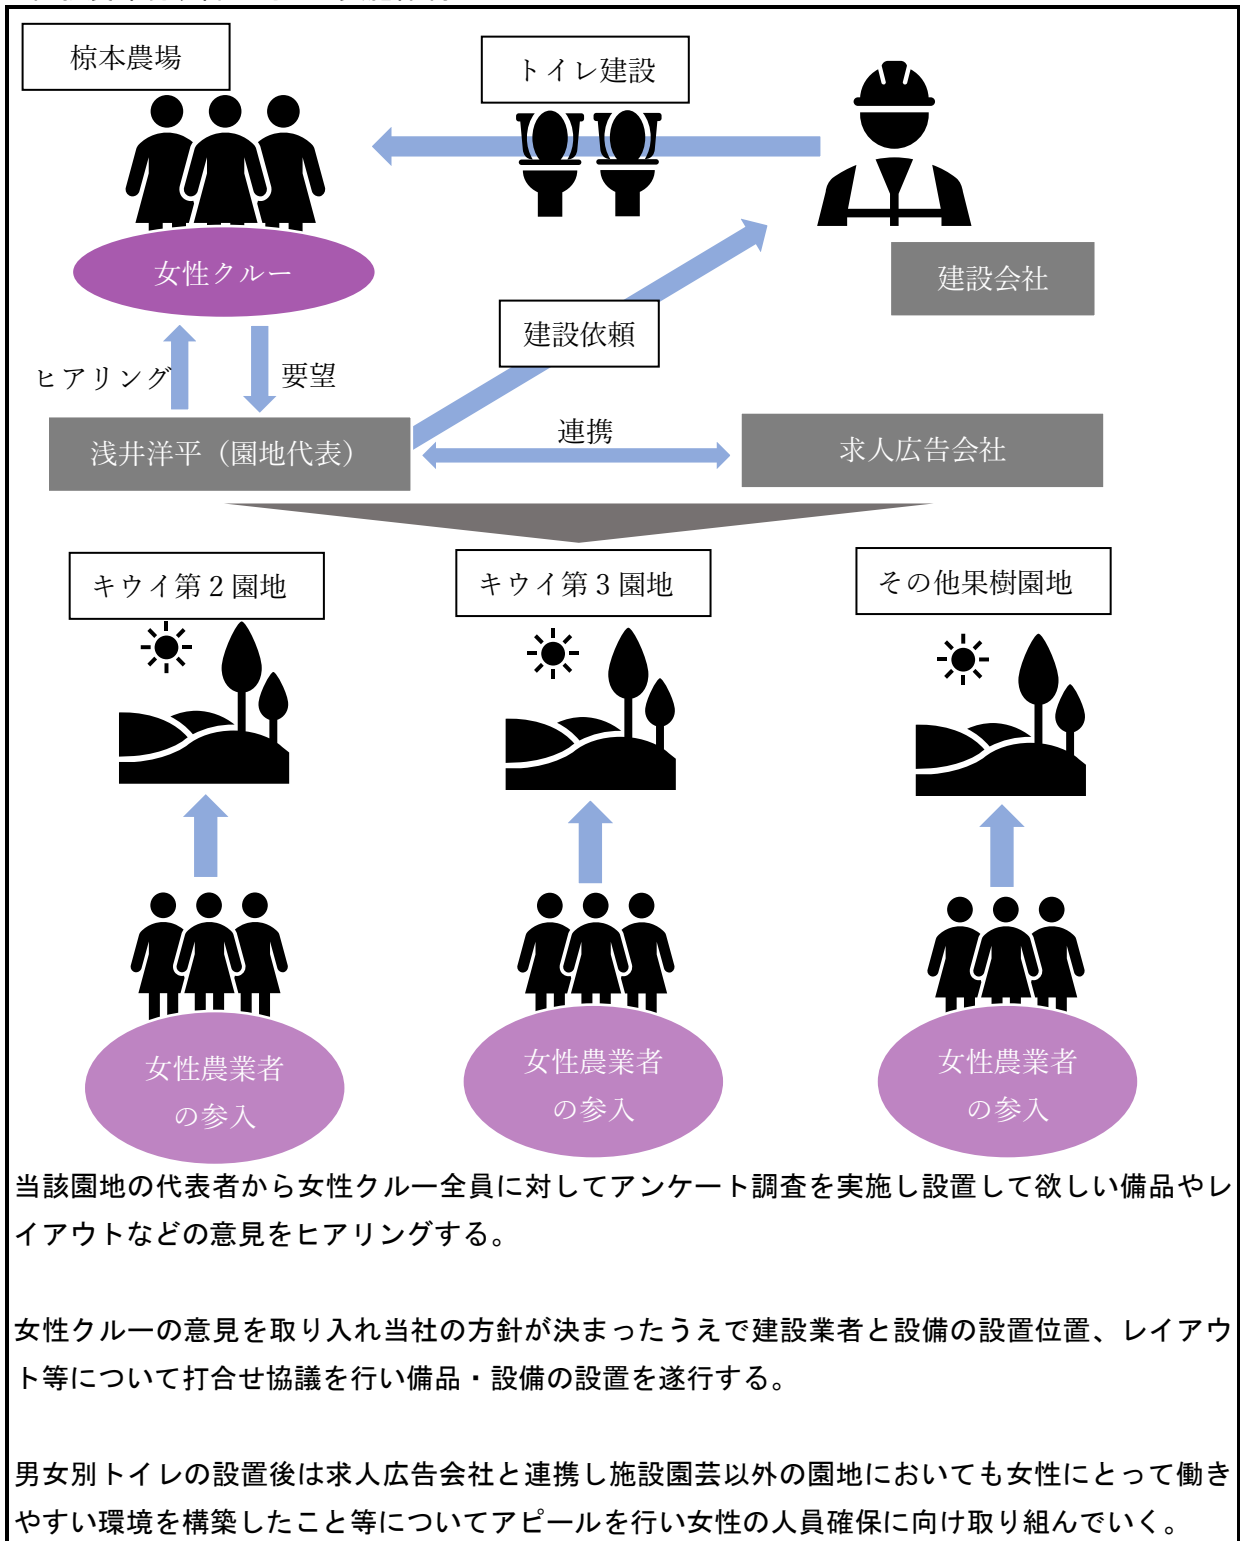 椋本農場
トイレ建設
女性クルー
建設会社
建設依頼
ヒアリング
要望
連携
浅井洋平（園地代表）
求人広告会社
キウイ第２園地
キウイ第３園地
その他果樹園地
女性農業者
の参入
女性農業者
の参入
女性農業者
の参入
当該園地の代表者から女性クルー全員に対してアンケート調査を実施し設置して欲しい備品やレ
イアウトなどの意見をヒアリングする。
女性クルーの意見を取り入れ当社の方針が決まったうえで建設業者と設備の設置位置、レイアウ
ト等について打合せ協議を行い備品・設備の設置を遂行する。
男女別トイレの設置後は求人広告会社と連携し施設園芸以外の園地においても女性にとって働き
やすい環境を構築したこと等についてアピールを行い女性の人員確保に向け取り組んでいく。